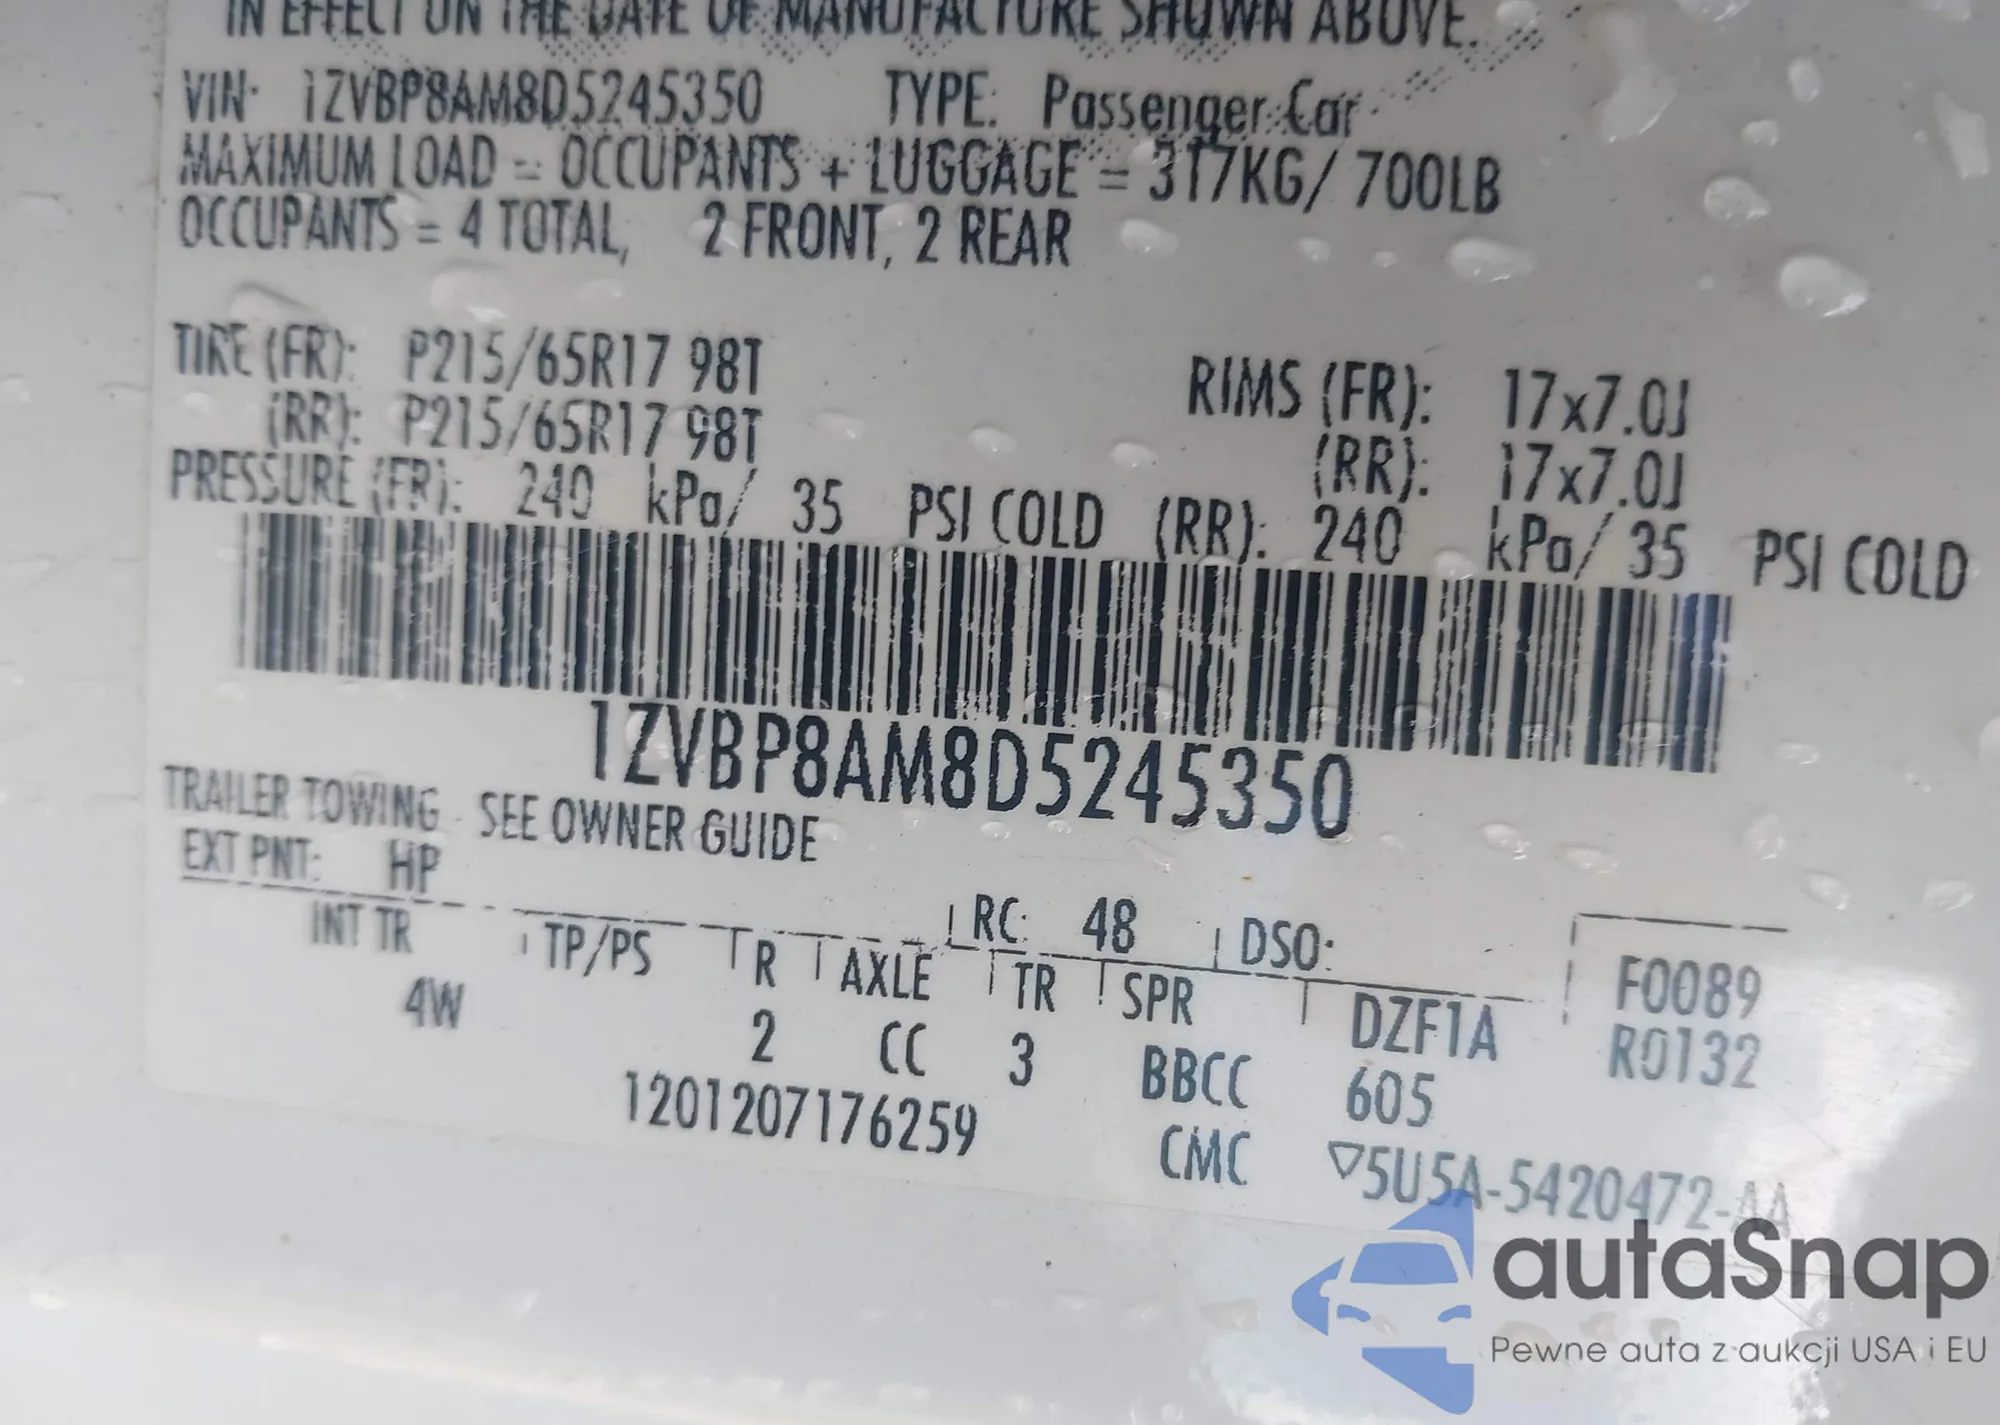 IN EFFECT ON THE DATE OF MANUFACTURE SHOWN ABOVE.
VIN: 1ZVBP8AM8D5245350 TYPE: Passenger Car
MAXIMUM LOAD = OCCUPANTS + LUGGAGE = 317KG/ 700LB
OCCUPANTS = 4 TOTAL, 2 FRONT, 2 REAR
TIRE (FR): P215/65R17 98T RIMS (FR): 17x7.0J
(RR): P215/65R17 98T (RR): 17x7.0J
PRESSURE (FR): 240 kPa/ 35 PSI COLD (RR): 240 kPa/ 35 PSI COLD
1ZVBP8AM8D5245350
TRAILER TOWING - SEE OWNER GUIDE
EXT PNT: HP RC: 48 DSO:
INT TR TP/PS R AXLE TR SPR DZF1A F0089
4W 2 CC 3 BBCC 605 R0132
1201207176259 CMC ▽5U5A-5420472-AA
autaSnap
Pewne auta z aukcji USA i EU